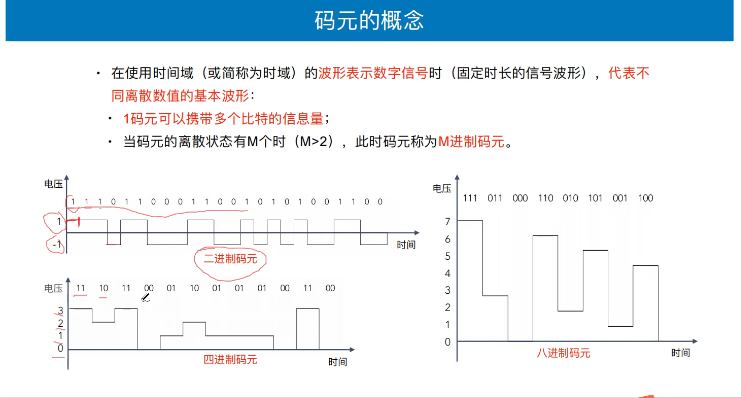 码元的概念
· 在使用时间域（或简称为时域）的波形表示数字信号时（固定时长的信号波形），代表不
同离散数值的基本波形：
· 1码元可以携带多个比特的信息量；
· 当码元的离散状态有M个时（M>2），此时码元称为M进制码元。
电压
1 1 1 0 1 1 0 0 0 1 1 0 0 1 0 1 0 1 0 0 1 1 0 0
1
-1
时间
二进制码元
电压
11 10 11 00 01 10 01 01 01 00 11 00
3
2
1
0
四进制码元
时间
电压
111 011 000 110 010 101 001 100
7
6
5
4
3
2
1
0
八进制码元
时间